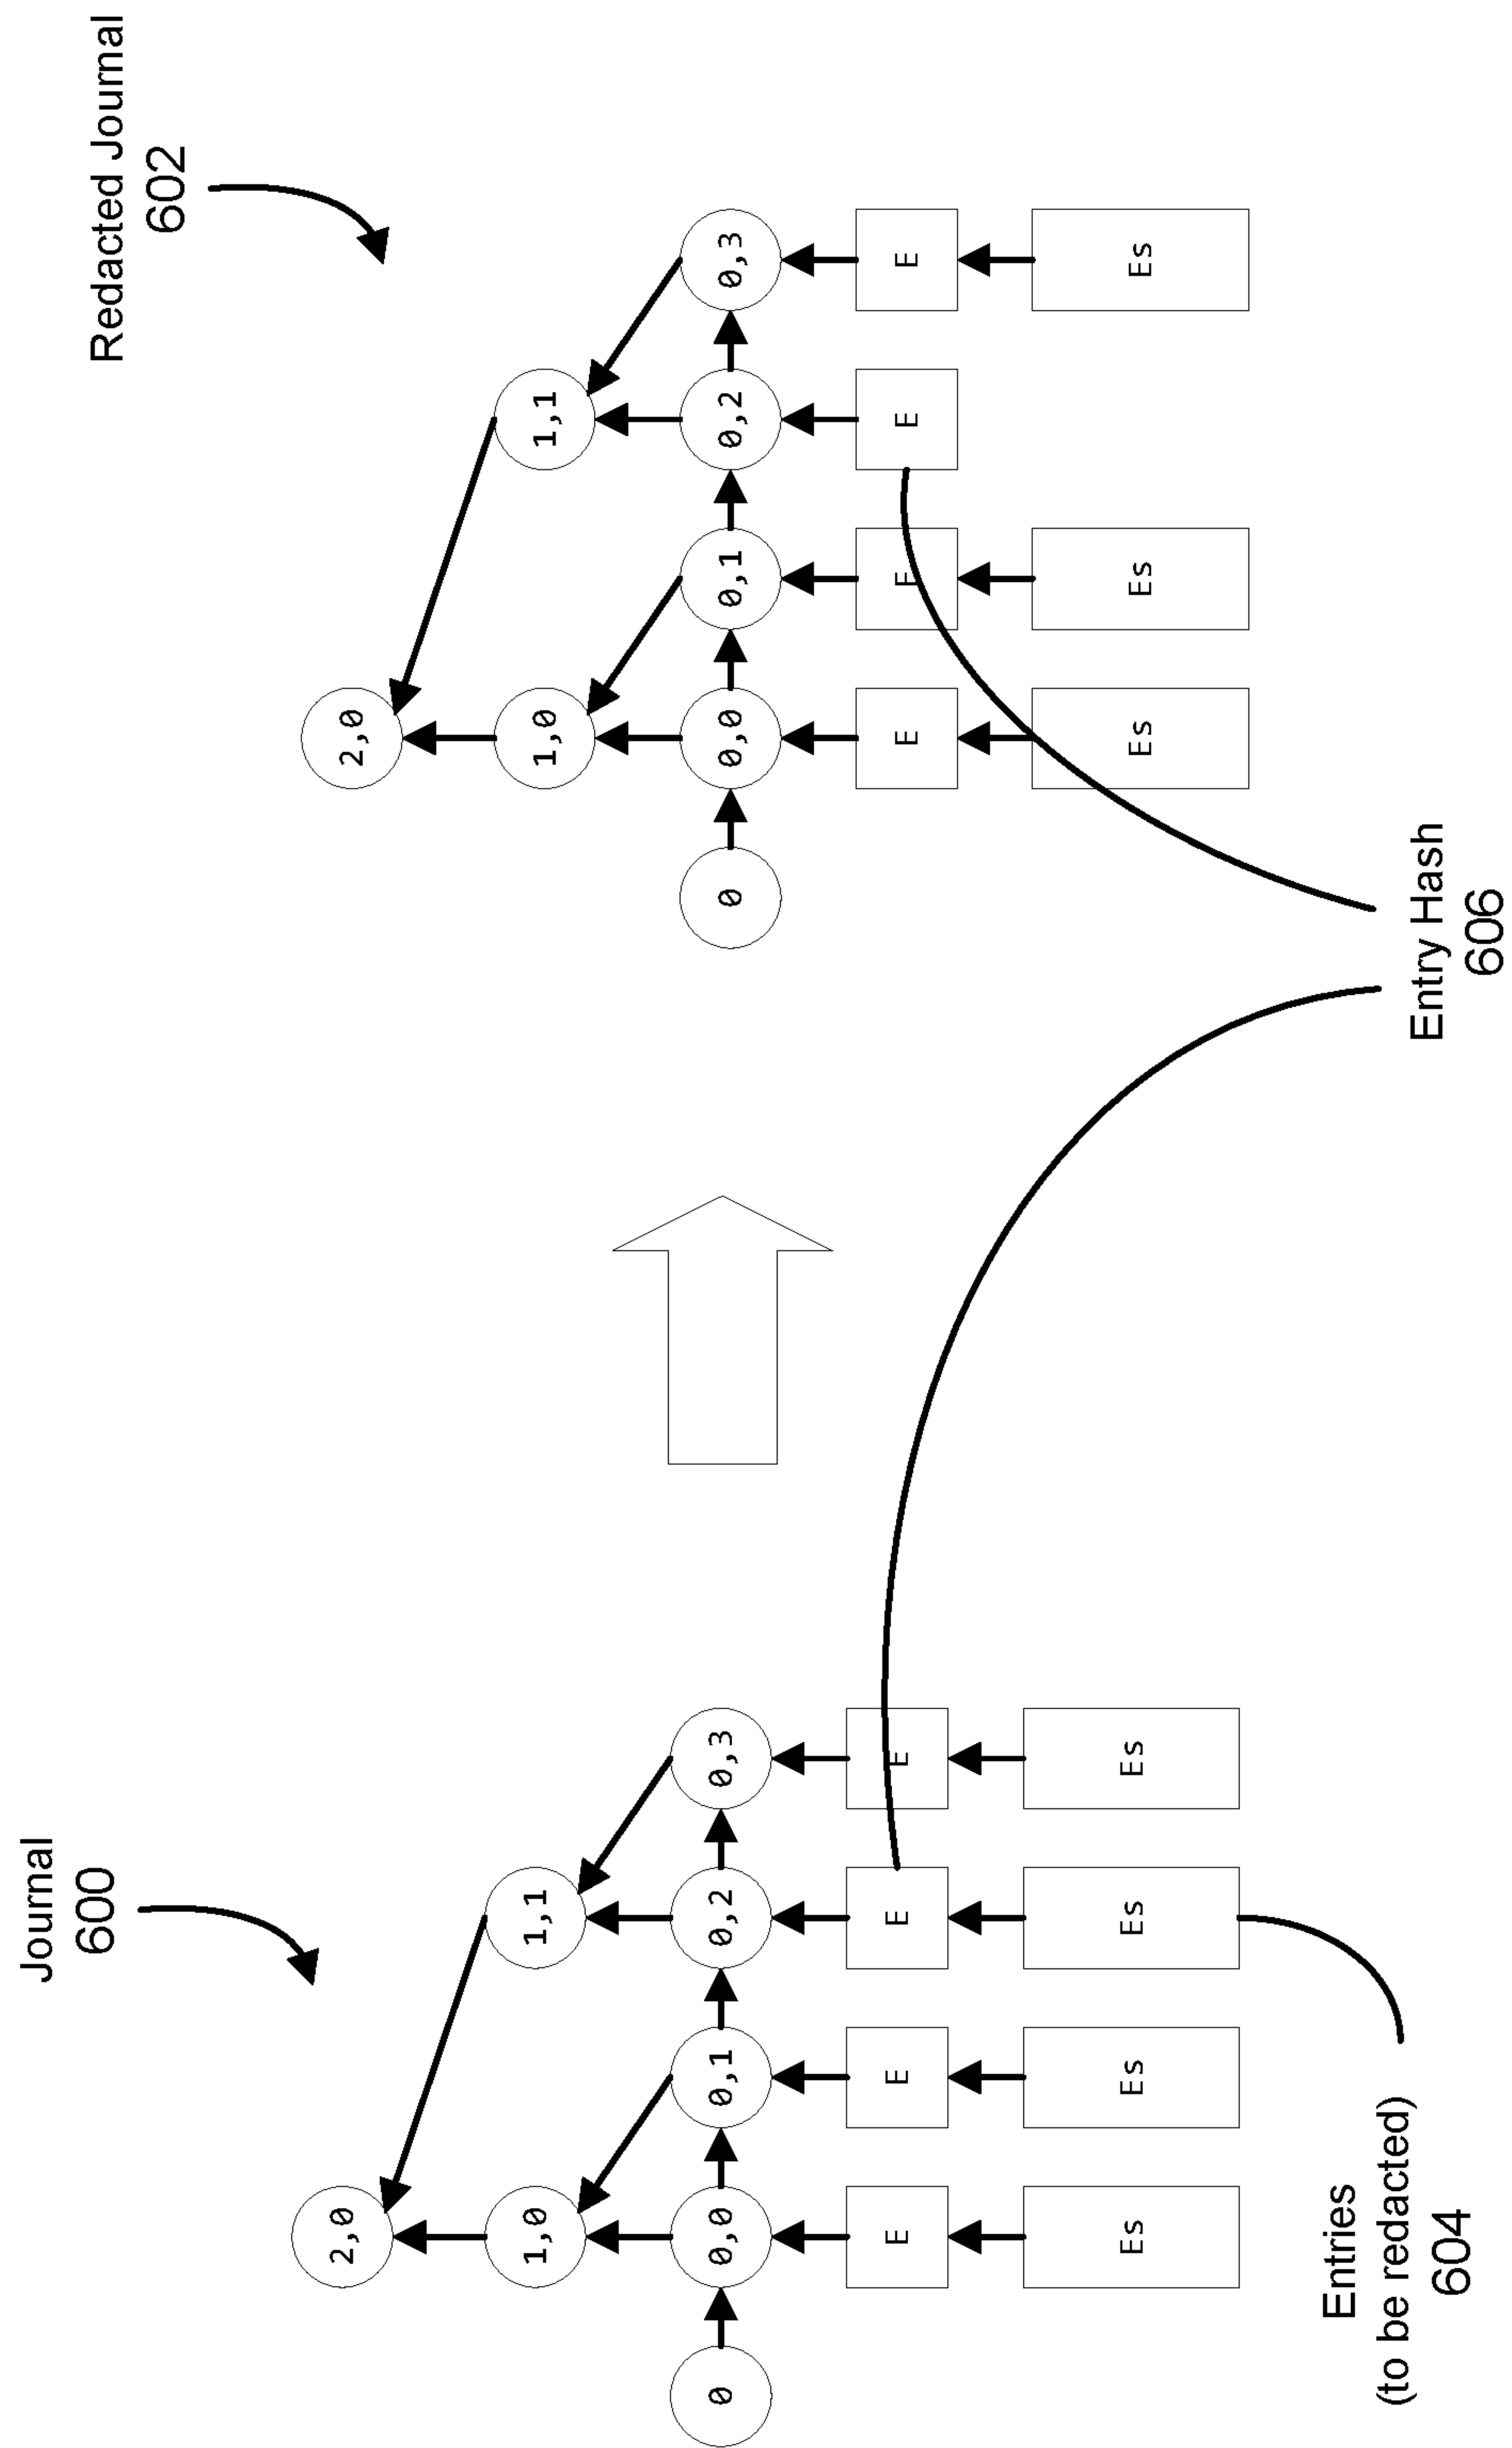 Journal
600
2,0
1,0
1,1
0
0,0
0,1
0,2
0,3
E
E
E
E
Es
Es
Es
Es
Entries
(to be redacted)
604
Redacted Journal
602
2,0
1,0
1,1
0
0,0
0,1
0,2
0,3
E
E
E
E
Es
Es
Es
Entry Hash
606